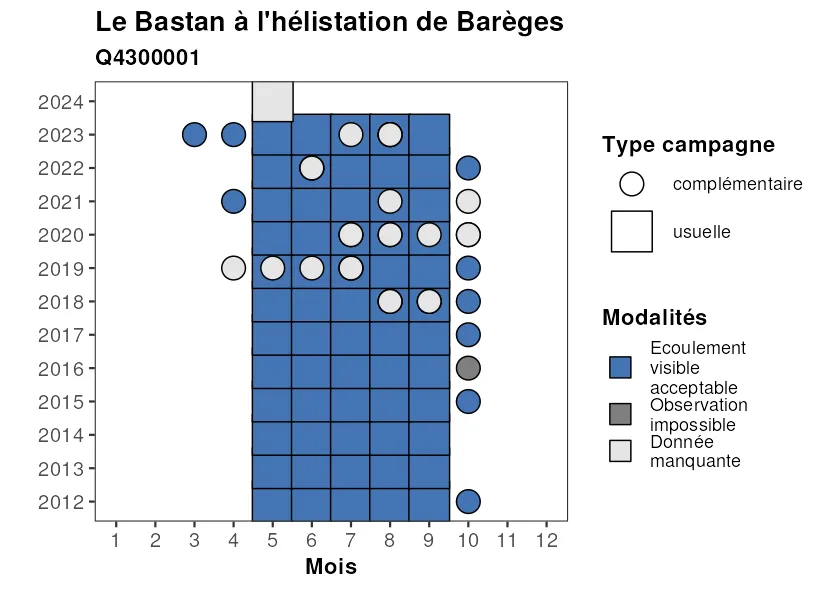 Le Bastan à l'hélistation de Barèges
Q4300001
2024
2023
2022
2021
2020
2019
2018
2017
2016
2015
2014
2013
2012
1 2 3 4 5 6 7 8 9 10 11 12
Mois
Type campagne
complémentaire
usuelle
Modalités
Ecoulement
visible
acceptable
Observation
impossible
Donnée
manquante